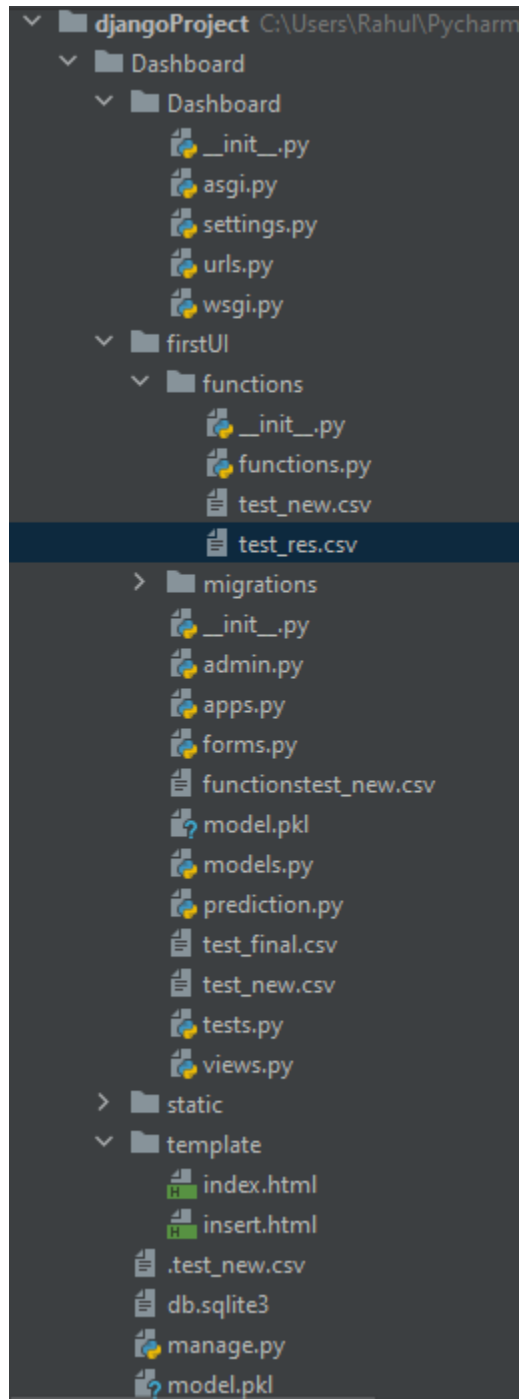 djangoProject C:\Users\Rahul\Pycharm
Dashboard
Dashboard
__init__.py
asgi.py
settings.py
urls.py
wsgi.py
firstUI
functions
__init__.py
functions.py
test_new.csv
test_res.csv
migrations
__init__.py
admin.py
apps.py
forms.py
functionstest_new.csv
model.pkl
models.py
prediction.py
test_final.csv
test_new.csv
tests.py
views.py
static
template
index.html
insert.html
.test_new.csv
db.sqlite3
manage.py
model.pkl